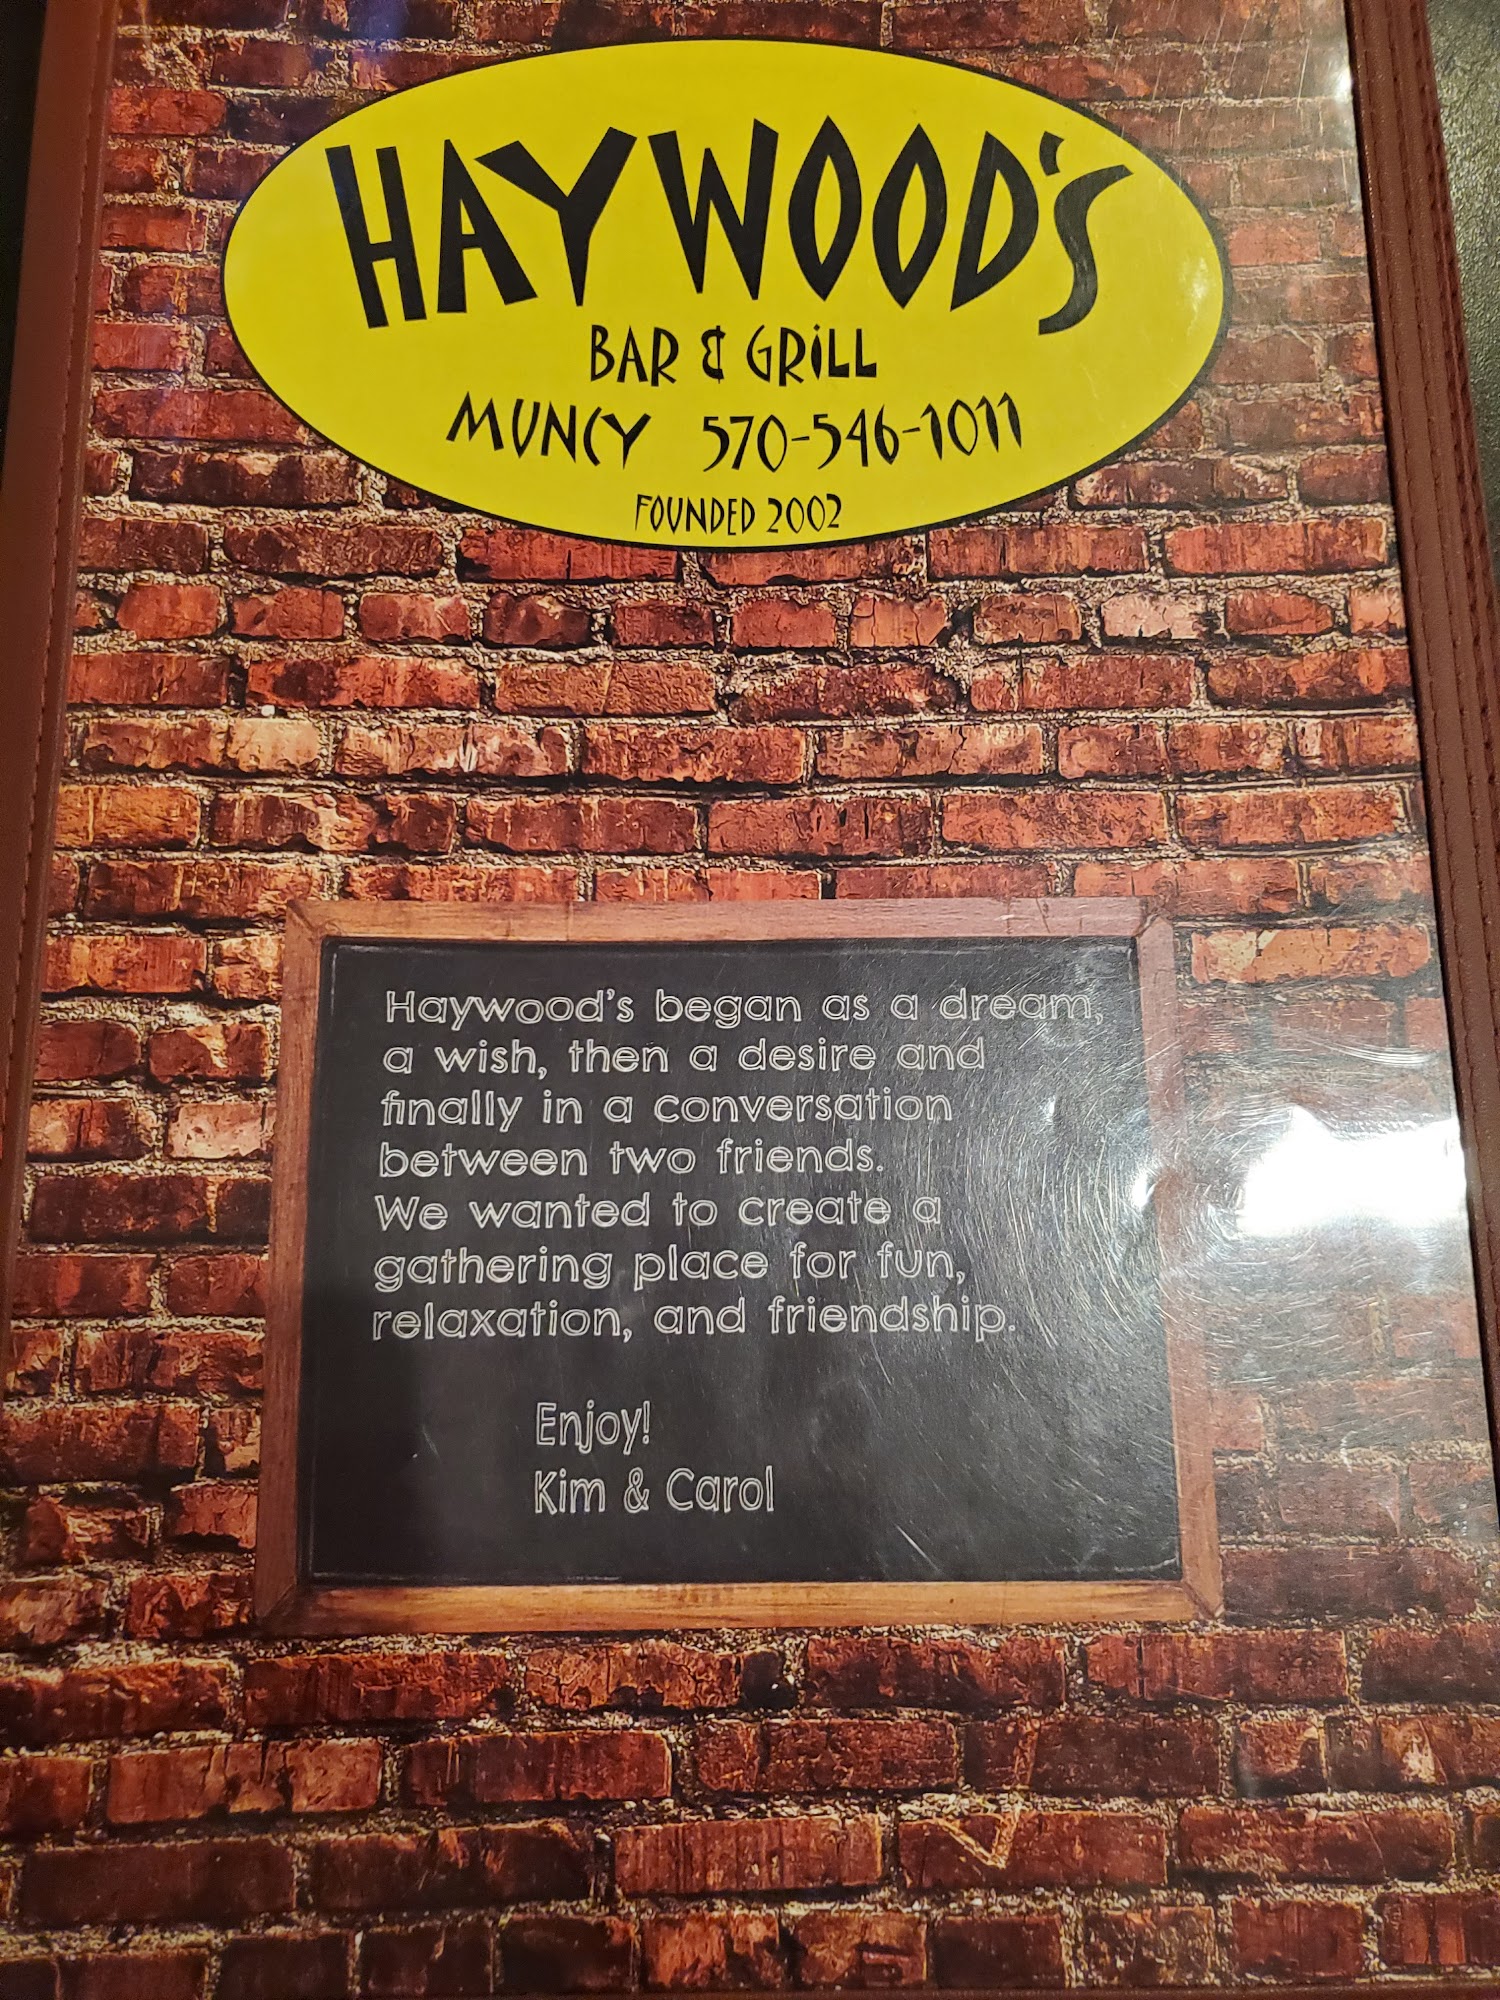 HAYWOOD'S
BAR & GRILL
MUNCY 570-546-1011
FOUNDED 2002
Haywood's began as a dream,
a wish, then a desire and
finally in a conversation
between two friends.
We wanted to create a
gathering place for fun,
relaxation, and friendship.
Enjoy!
Kim & Carol